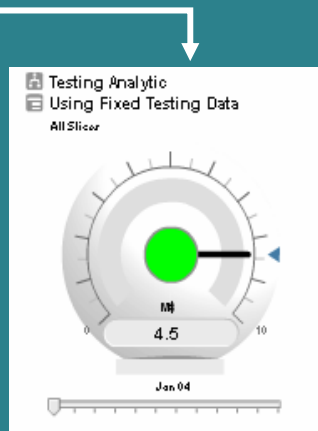 Testing Analytic
Using Fixed Testing Data
All Slicer
M$
0
4.5
10
Jan 04